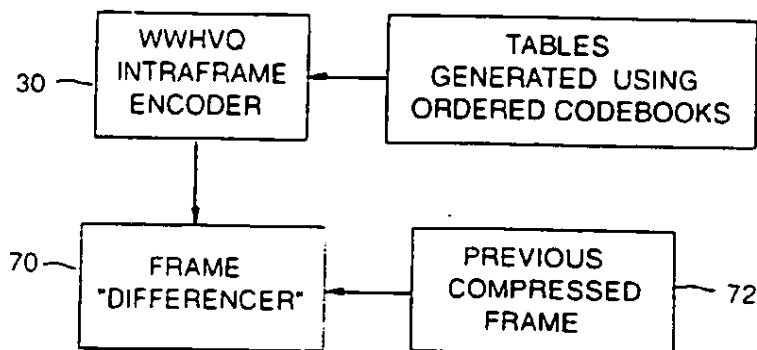 WWHVQ
INTRAFRAME
ENCODER
30
TABLES
GENERATED USING
ORDERED CODEBOOKS
70
FRAME
"DIFFERENCER"
PREVIOUS
COMPRESSED
FRAME
72